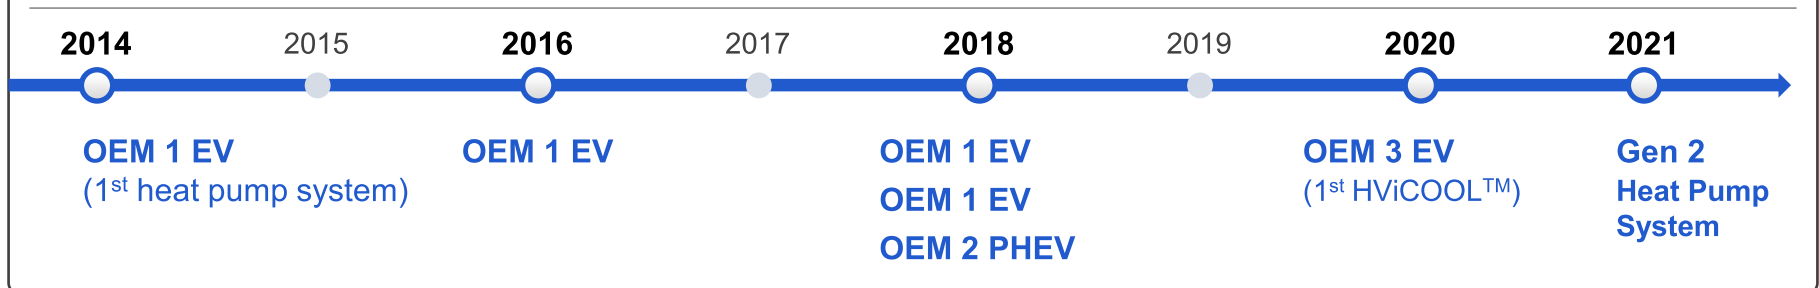 2014 2015 2016 2017 2018 2019 2020 2021
OEM 1 EV
(1st heat pump system)
OEM 1 EV
OEM 1 EV
OEM 1 EV
OEM 2 PHEV
OEM 3 EV
(1st HViCOOL™)
Gen 2
Heat Pump
System